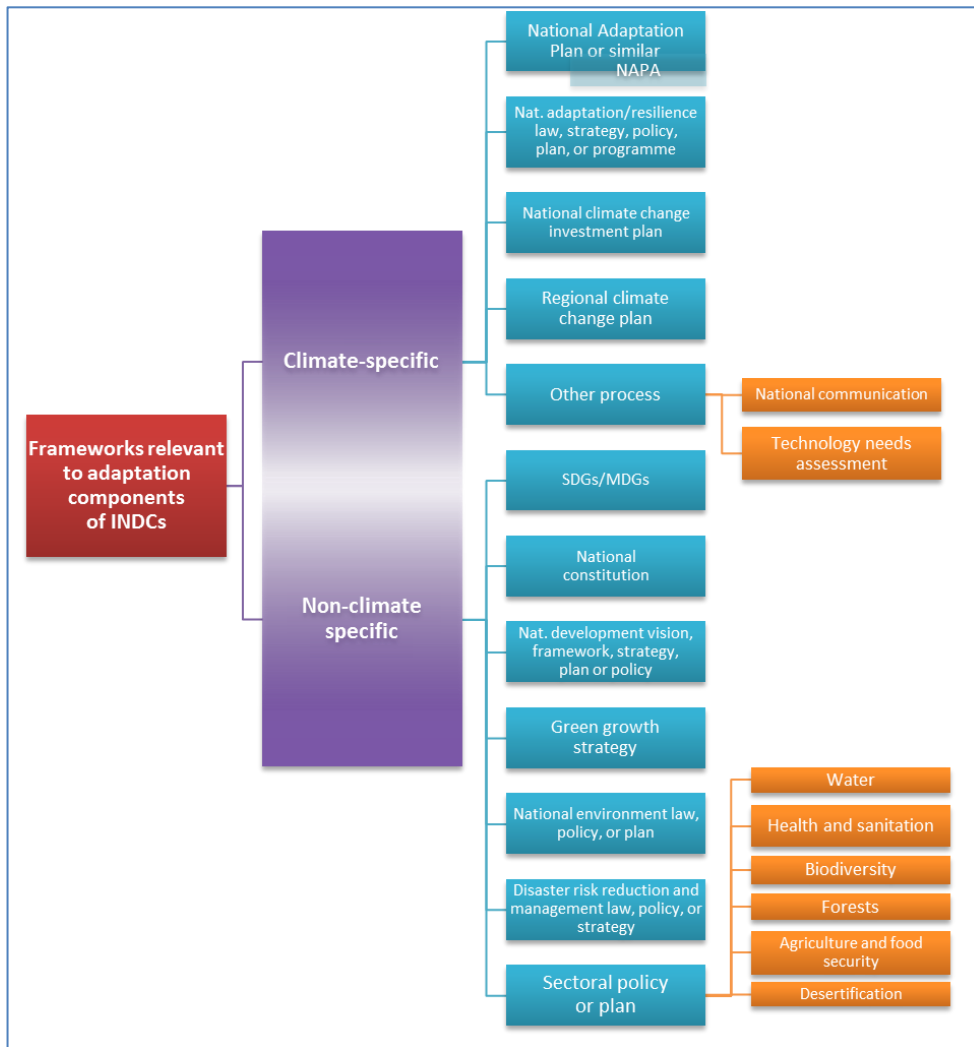 Frameworks relevant
to adaptation
components
of INDCs
Climate-specific
Non-climate
specific
National Adaptation
Plan or similar
NAPA
Nat. adaptation/resilience
law, strategy, policy,
plan, or programme
National climate change
investment plan
Regional climate
change plan
Other process
National communication
Technology needs
assessment
SDGs/MDGs
National
constitution
Nat. development vision,
framework, strategy,
plan or policy
Green growth
strategy
National environment law,
policy, or plan
Disaster risk reduction and
management law, policy, or
strategy
Sectoral policy
or plan
Water
Health and sanitation
Biodiversity
Forests
Agriculture and food
security
Desertification